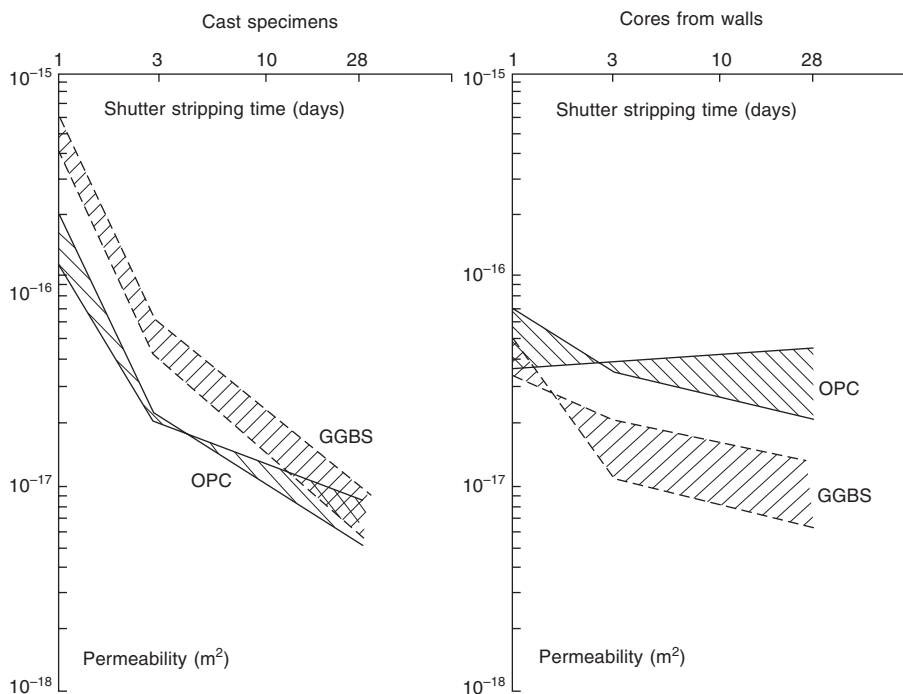 Cast specimens
1 3 10 28
10⁻¹⁵
Shutter stripping time (days)
10⁻¹⁶
GGBS
10⁻¹⁷
OPC
Permeability (m²)
10⁻¹⁸
Cores from walls
1 3 10 28
10⁻¹⁵
Shutter stripping time (days)
10⁻¹⁶
OPC
10⁻¹⁷
GGBS
Permeability (m²)
10⁻¹⁸